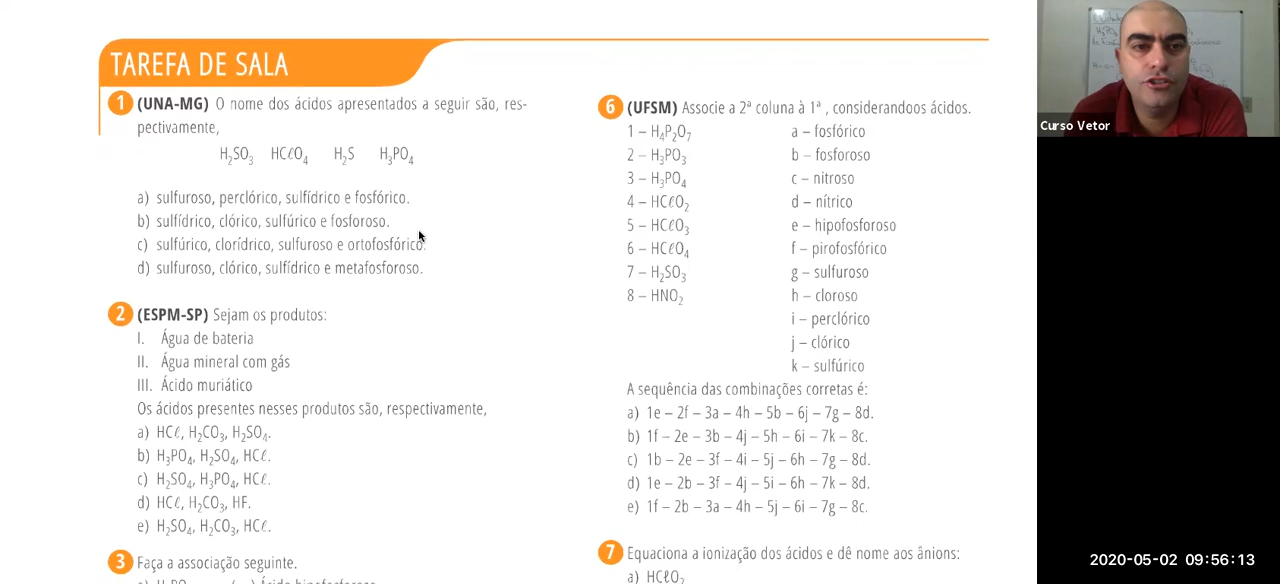 TAREFA DE SALA
1 (UNA-MG) O nome dos ácidos apresentados a seguir são, res-
pectivamente,
H₂SO₃ HCℓO₄ H₂S H₃PO₄
a) sulfuroso, perclórico, sulfídrico e fosfórico.
b) sulfídrico, clórico, sulfúrico e fosforoso.
c) sulfúrico, clorídrico, sulfuroso e ortofosfórico.
d) sulfuroso, clórico, sulfídrico e metafosforoso.
2 (ESPM-SP) Sejam os produtos:
I. Água de bateria
II. Água mineral com gás
III. Ácido muriático
Os ácidos presentes nesses produtos são, respectivamente,
a) HCℓ, H₂CO₃, H₂SO₄.
b) H₃PO₄, H₂SO₄, HCℓ.
c) H₂SO₄, H₃PO₄, HCℓ.
d) HCℓ, H₂CO₃, HF.
e) H₂SO₄, H₂CO₃, HCℓ.
3 Faça a associação seguinte.
6 (UFSM) Associe a 2ª coluna à 1ª , considerandoos ácidos.
1 – H₄P₂O₇ a – fosfórico
2 – H₃PO₃ b – fosforoso
3 – H₃PO₄ c – nitroso
4 – HCℓO₂ d – nítrico
5 – HCℓO₃ e – hipofosforoso
6 – HCℓO₄ f – pirofosfórico
7 – H₂SO₃ g – sulfuroso
8 – HNO₂ h – cloroso
i – perclórico
j – clórico
k – sulfúrico
A sequência das combinações corretas é:
a) 1e – 2f – 3a – 4h – 5b – 6j – 7g – 8d.
b) 1f – 2e – 3b – 4j – 5h – 6i – 7k – 8c.
c) 1b – 2e – 3f – 4i – 5j – 6h – 7g – 8d.
d) 1e – 2b – 3f – 4j – 5i – 6h – 7k – 8d.
e) 1f – 2b – 3a – 4h – 5j – 6i – 7g – 8c.
7 Equaciona a ionização dos ácidos e dê nome aos ânions:
a) HCℓO₂
Curso Vetor
2020-05-02 09:56:13